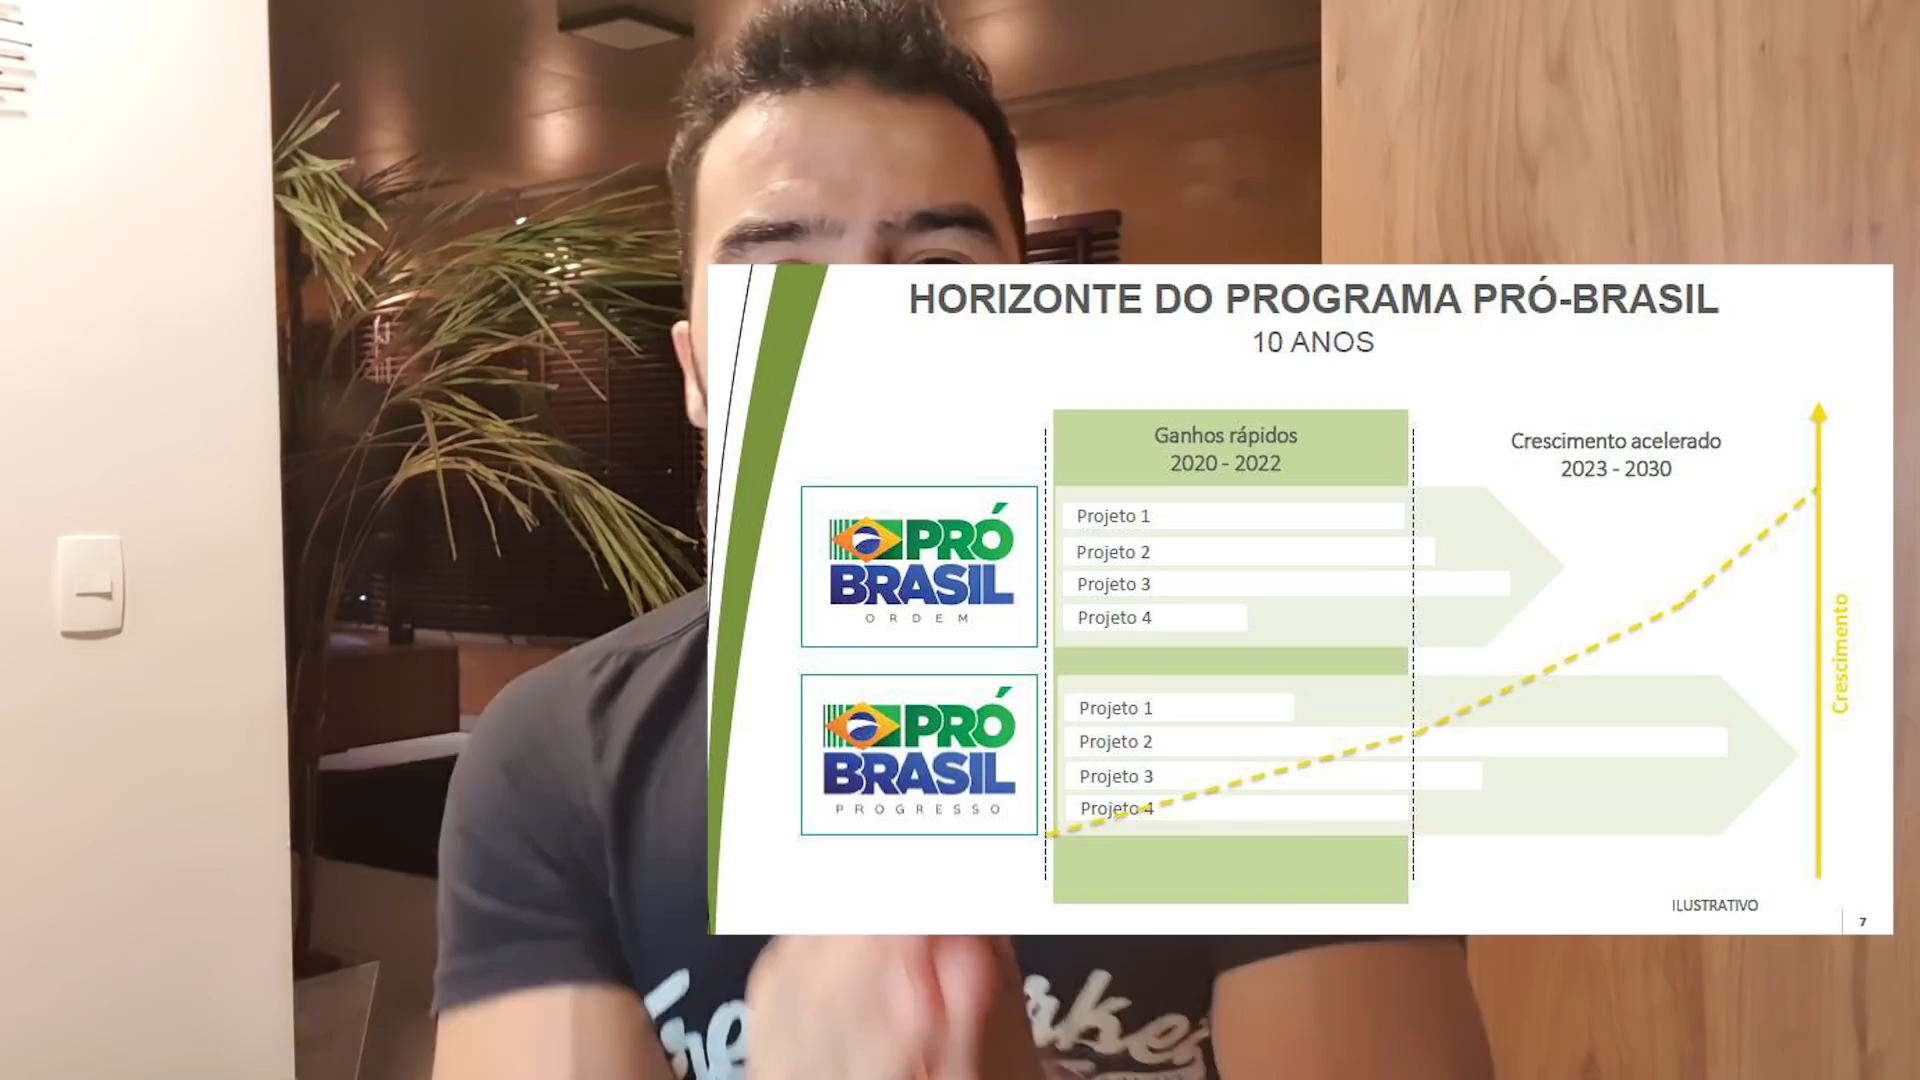 HORIZONTE DO PROGRAMA PRÓ-BRASIL
10 ANOS
Ganhos rápidos
2020 - 2022
Crescimento acelerado
2023 - 2030
PRÓ
BRASIL
ORDEM
Projeto 1
Projeto 2
Projeto 3
Projeto 4
PRÓ
BRASIL
PROGRESSO
Projeto 1
Projeto 2
Projeto 3
Projeto 4
Crescimento
ILUSTRATIVO
7